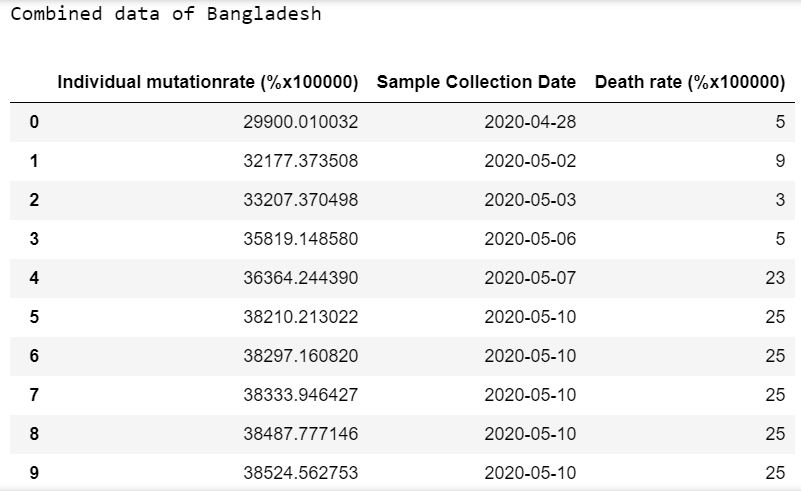 Combined data of Bangladesh
Individual mutationrate (%x100000) Sample Collection Date Death rate (%x100000)
0 29900.010032 2020-04-28 5
1 32177.373508 2020-05-02 9
2 33207.370498 2020-05-03 3
3 35819.148580 2020-05-06 5
4 36364.244390 2020-05-07 23
5 38210.213022 2020-05-10 25
6 38297.160820 2020-05-10 25
7 38333.946427 2020-05-10 25
8 38487.777146 2020-05-10 25
9 38524.562753 2020-05-10 25